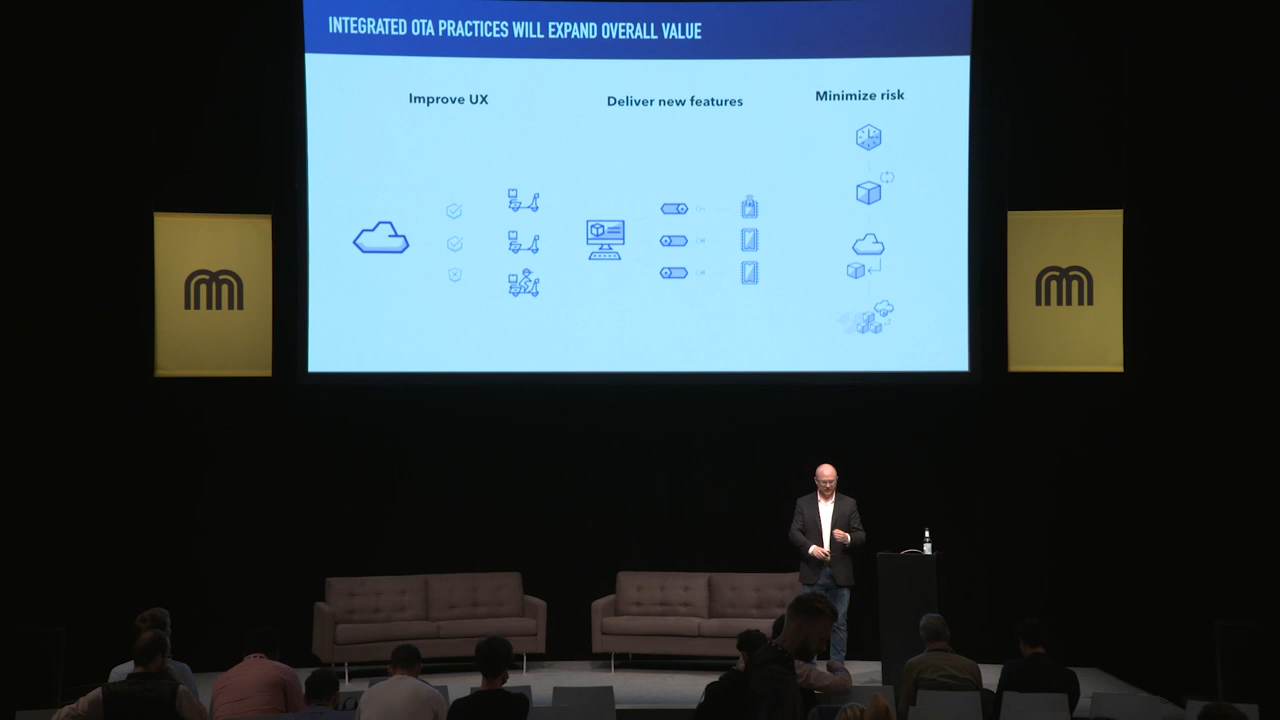 INTEGRATED OTA PRACTICES WILL EXPAND OVERALL VALUE
Improve UX
Deliver new features
Minimize risk